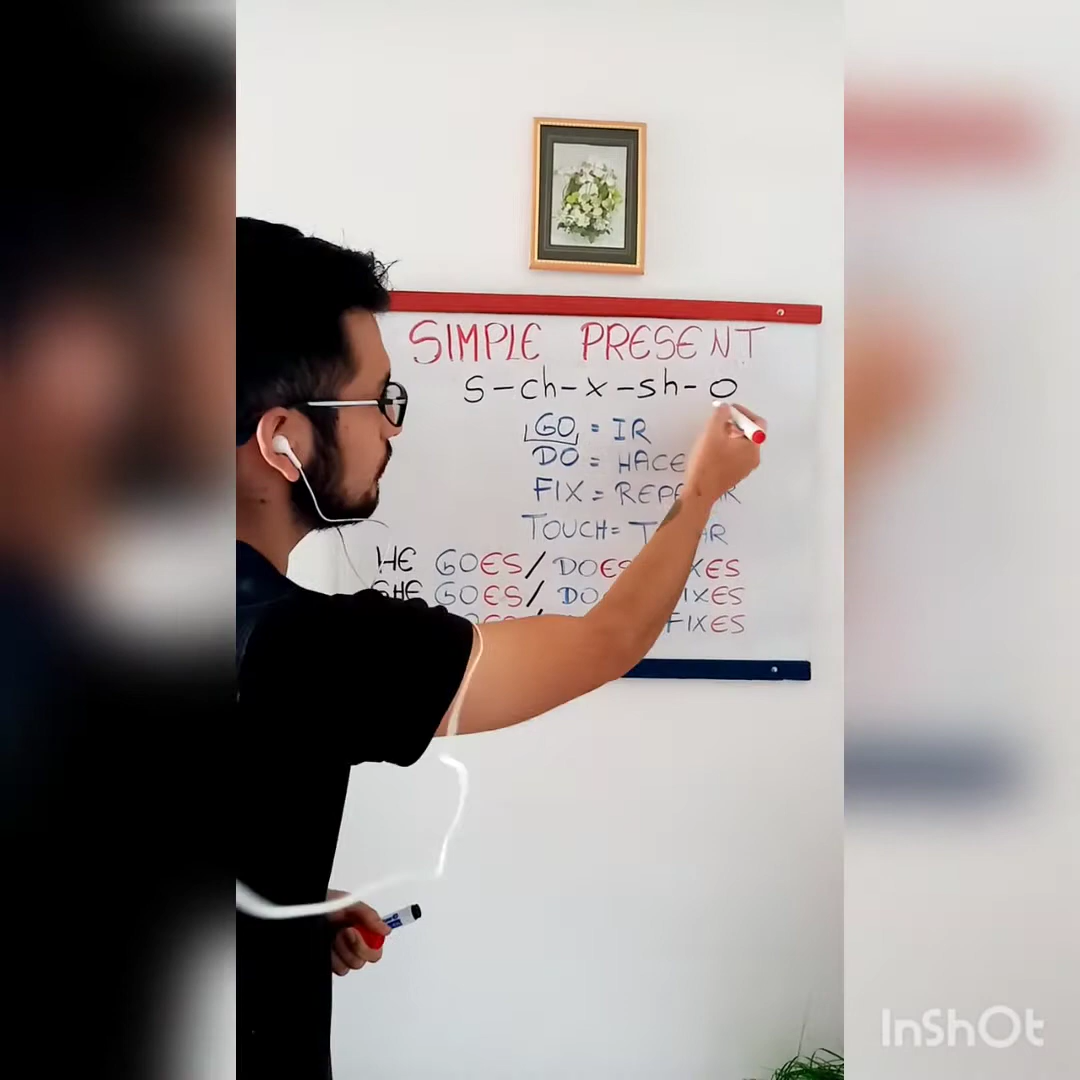 SIMPLE PRESENT
S-ch-x-sh-O
GO = IR
DO = HACE
FIX = REP
TOUCH=
HE GOES/ DOES
SHE GOES/ DO IXES
FIXES
InShOt